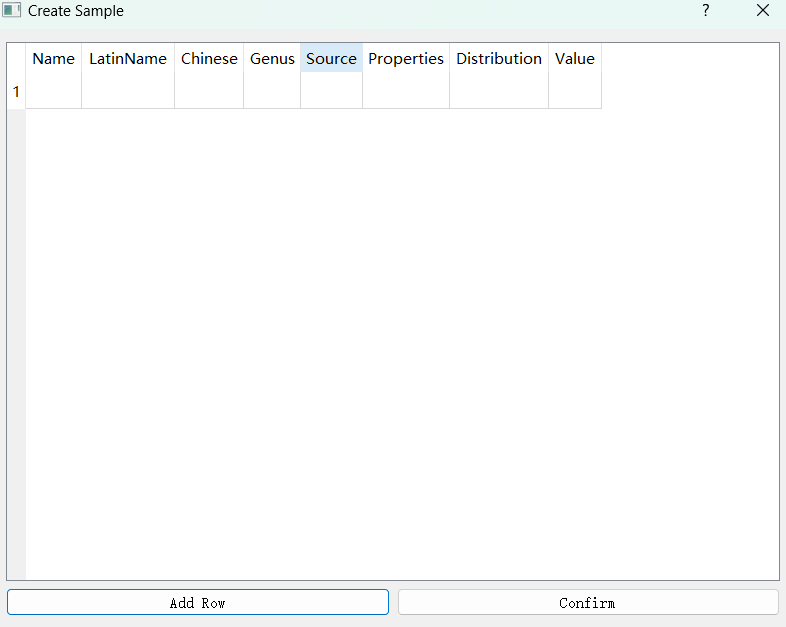 Create Sample
Name LatinName Chinese Genus Source Properties Distribution Value
1
Add Row Confirm